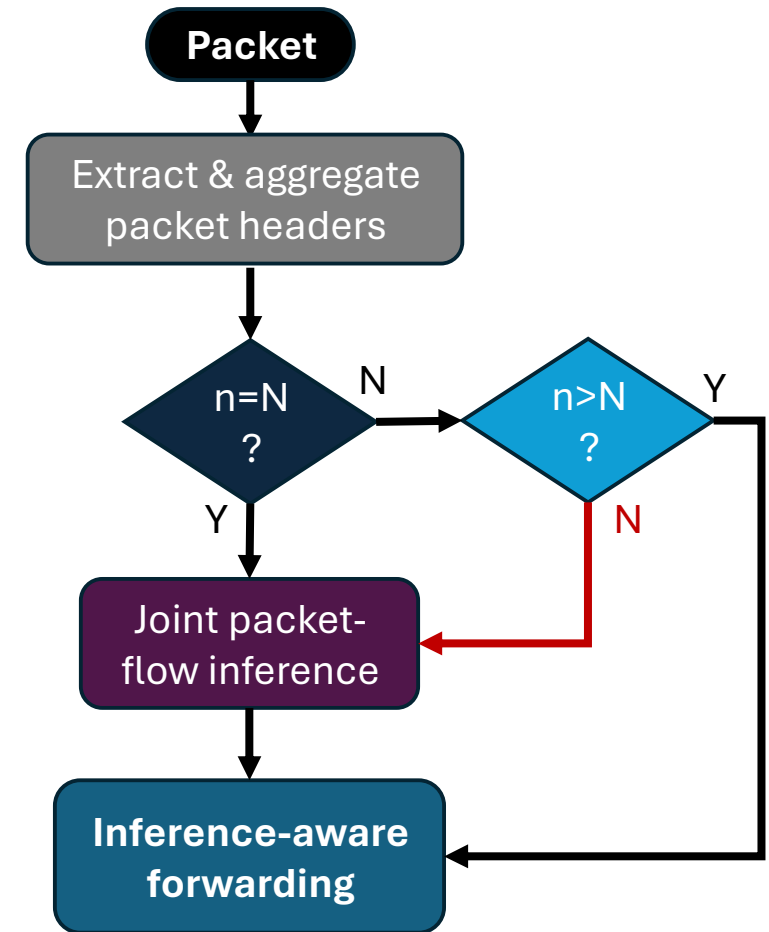 Packet
Extract & aggregate
packet headers
n=N
?
N
n>N
?
Y
Y
N
Joint packet-
flow inference
Inference-aware
forwarding